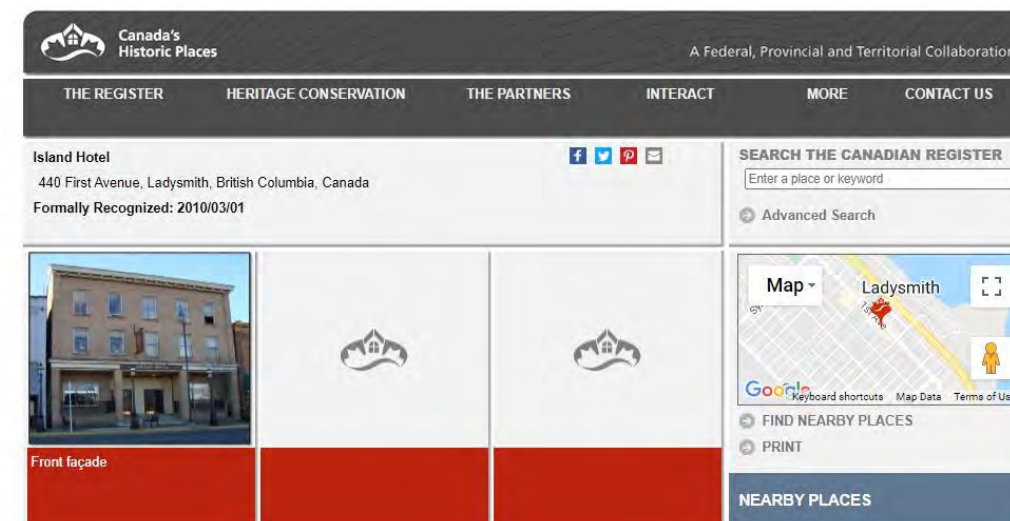 Canada's
Historic Places
A Federal, Provincial and Territorial Collaboration
THE REGISTER HERITAGE CONSERVATION THE PARTNERS INTERACT MORE CONTACT US
Island Hotel
440 First Avenue, Ladysmith, British Columbia, Canada
Formally Recognized: 2010/03/01
SEARCH THE CANADIAN REGISTER
Enter a place or keyword
Advanced Search
Front façade
Map
Ladysmith
1st Ave
Google
Keyboard shortcuts Map Data Terms of Us
FIND NEARBY PLACES
PRINT
NEARBY PLACES